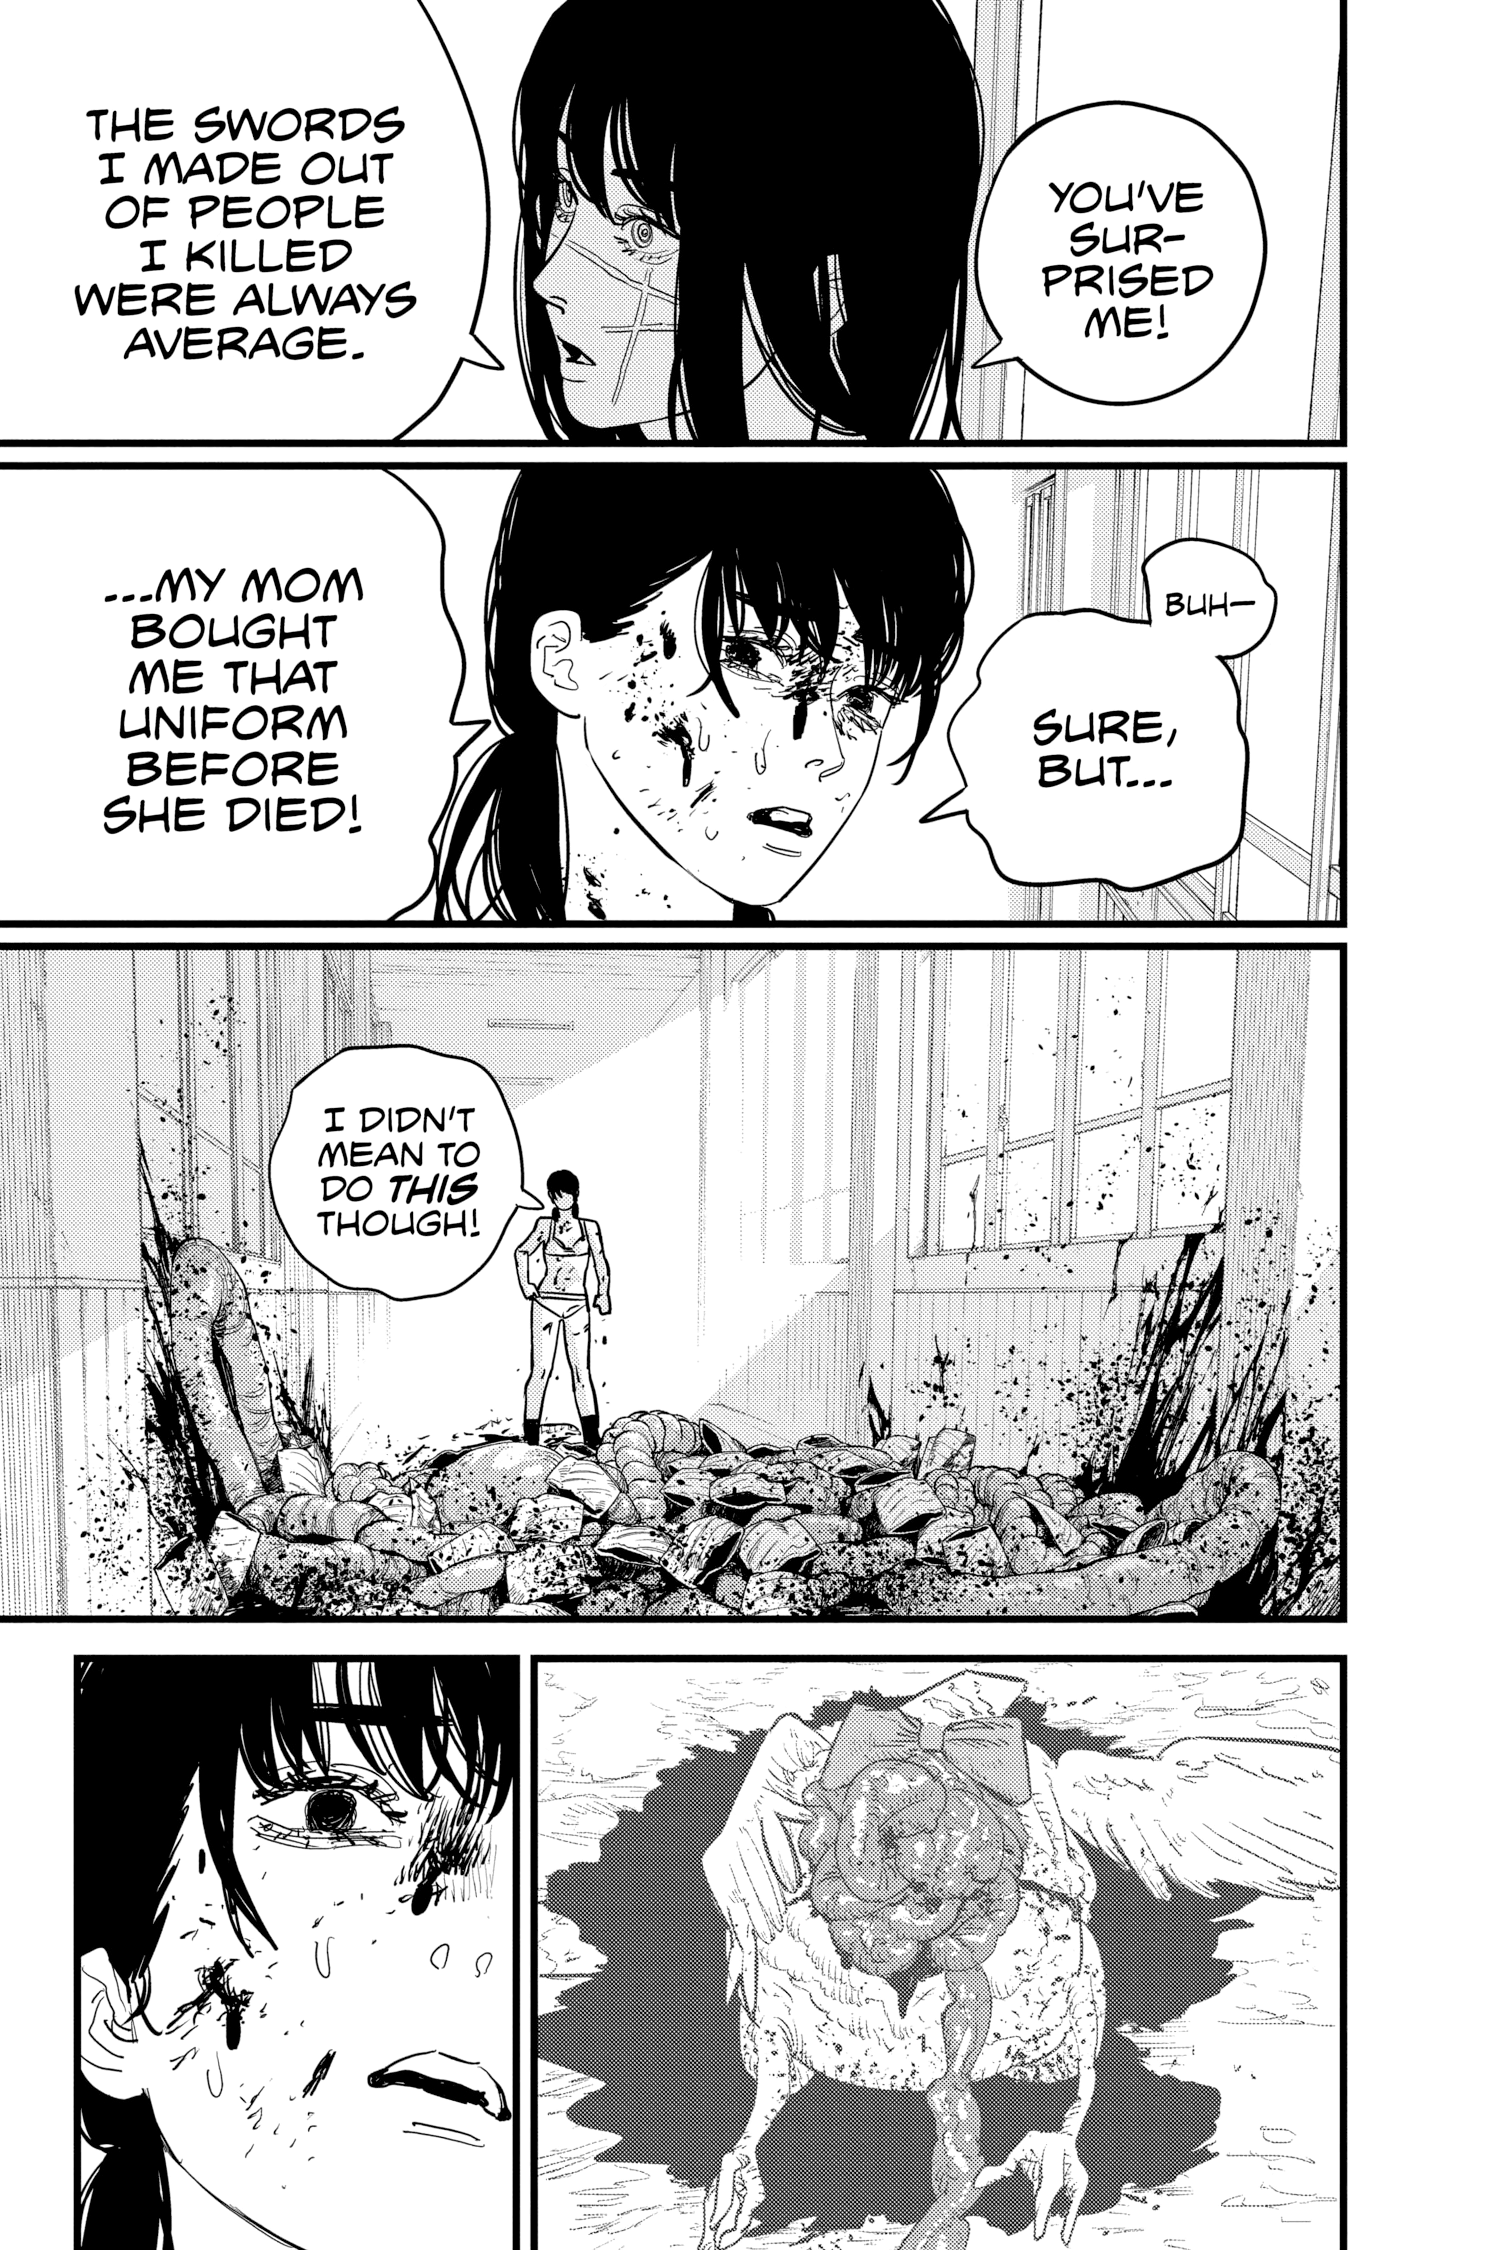 YOU'VE
SUR-
PRISED
ME!
THE SWORDS
I MADE OUT
OF PEOPLE
I KILLED
WERE ALWAYS
AVERAGE.
BUH-
SURE,
BUT...
...MY MOM
BOUGHT
ME THAT
UNIFORM
BEFORE
SHE DIED!
I DIDN'T
MEAN TO
DO THIS
THOUGH!